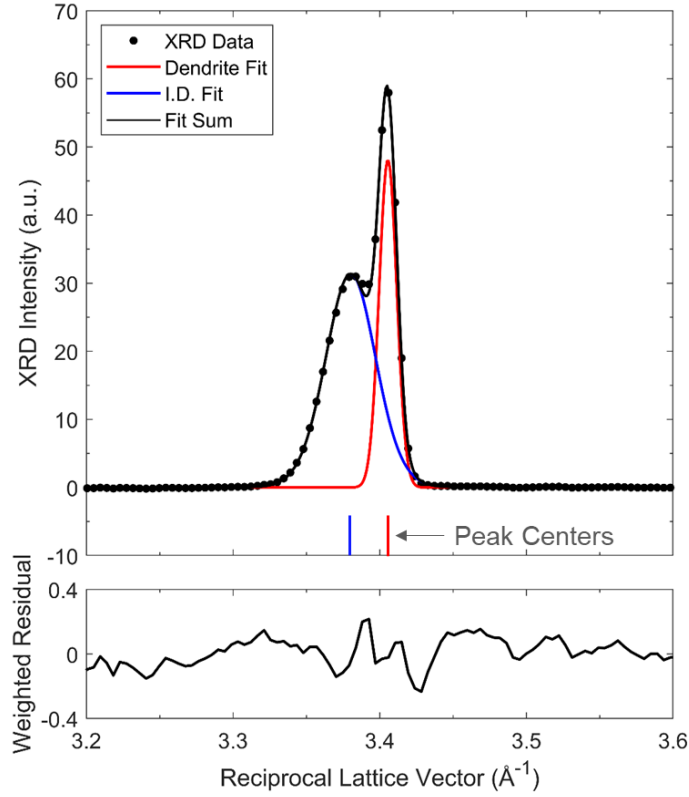 70
60
50
40
30
20
10
0
-10
XRD Intensity (a.u.)
XRD Data
Dendrite Fit
I.D. Fit
Fit Sum
Peak Centers
0.4
0
-0.4
Weighted Residual
3.2 3.3 3.4 3.5 3.6
Reciprocal Lattice Vector (Å⁻¹)